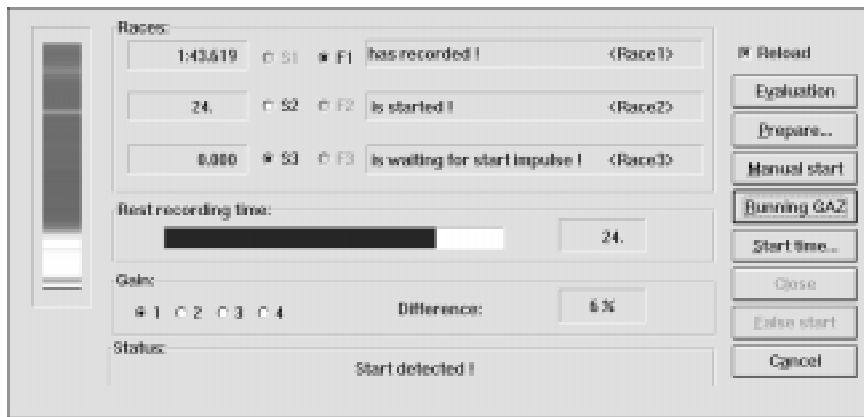 Races:
1:43.619 S1 F1 has recorded ! <Race1>
24. S2 F2 is started ! <Race2>
0.000 S3 F3 is waiting for start impulse ! <Race3>
Rest recording time:
24.
Gain:
1 2 3 4 Difference: 6 %
Status:
Start detected !
Reload
Evaluation
Prepare...
Manual start
Running GAZ
Start time...
Close
False start
Cancel